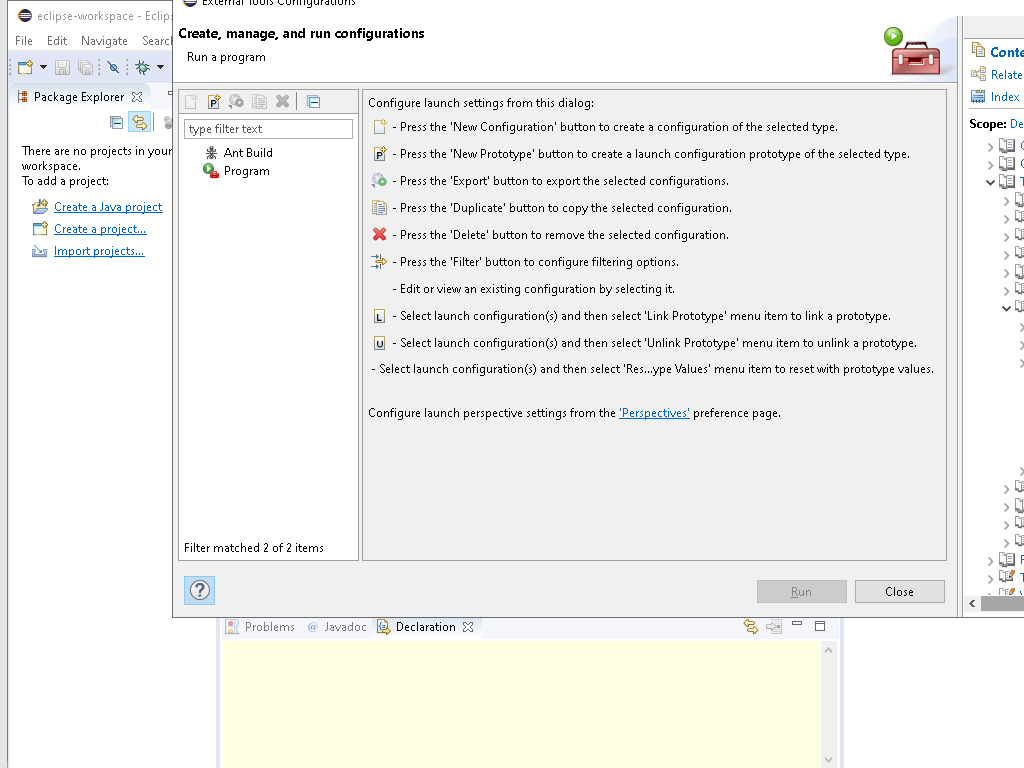 External Tools Configurations
eclipse-workspace - Eclips
File Edit Navigate Search
Package Explorer
There are no projects in your
workspace.
To add a project:
Create a Java project
Create a project...
Import projects...
Create, manage, and run configurations
Run a program
type filter text
Ant Build
Program
Filter matched 2 of 2 items
Configure launch settings from this dialog:
- Press the 'New Configuration' button to create a configuration of the selected type.
- Press the 'New Prototype' button to create a launch configuration prototype of the selected type.
- Press the 'Export' button to export the selected configurations.
- Press the 'Duplicate' button to copy the selected configuration.
- Press the 'Delete' button to remove the selected configuration.
- Press the 'Filter' button to configure filtering options.
- Edit or view an existing configuration by selecting it.
L - Select launch configuration(s) and then select 'Link Prototype' menu item to link a prototype.
U - Select launch configuration(s) and then select 'Unlink Prototype' menu item to unlink a prototype.
- Select launch configuration(s) and then select 'Res...ype Values' menu item to reset with prototype values.
Configure launch perspective settings from the 'Perspectives' preference page.
Run Close
Conte
Relate
Index
Scope: De
Problems @ Javadoc Declaration